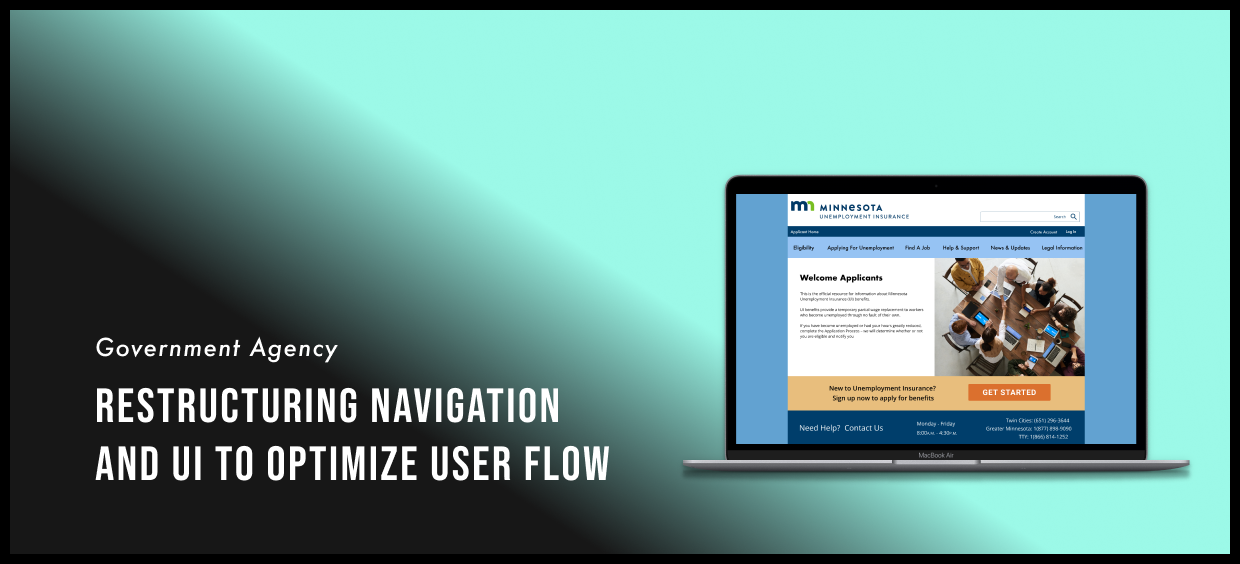 Government Agency
RESTRUCTURING NAVIGATION
AND UI TO OPTIMIZE USER FLOW
mn MINNESOTA
UNEMPLOYMENT INSURANCE
Search
Applicant Home Create Account Log In
Eligibility Applying For Unemployment Find A Job Help & Support News & Updates Legal Information
Welcome Applicants
This is the official resource for information about Minnesota
Unemployment Insurance (UI) benefits.
UI benefits provide a temporary partial wage replacement to workers
who become unemployed through no fault of their own.
If you have become unemployed or had your hours greatly reduced,
complete the Application Process - we will determine whether or not
you are eligible and notify you.
New to Unemployment Insurance?
Sign up now to apply for benefits
GET STARTED
Need Help? Contact Us
Monday - Friday
8:00A.M. - 4:30P.M.
Twin Cities: (651) 296-3644
Greater Minnesota: 1(877) 898-9090
TTY: 1(866) 814-1252
MacBook Air